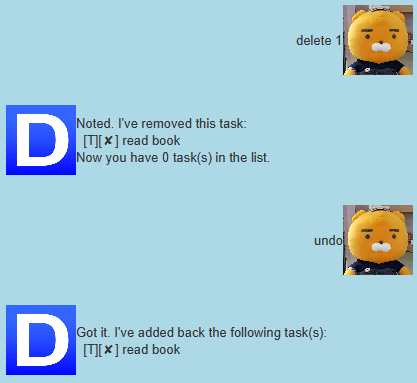 delete 1
D
Noted. I've removed this task:
[T][✘] read book
Now you have 0 task(s) in the list.
undo
D
Got it. I've added back the following task(s):
[T][✘] read book